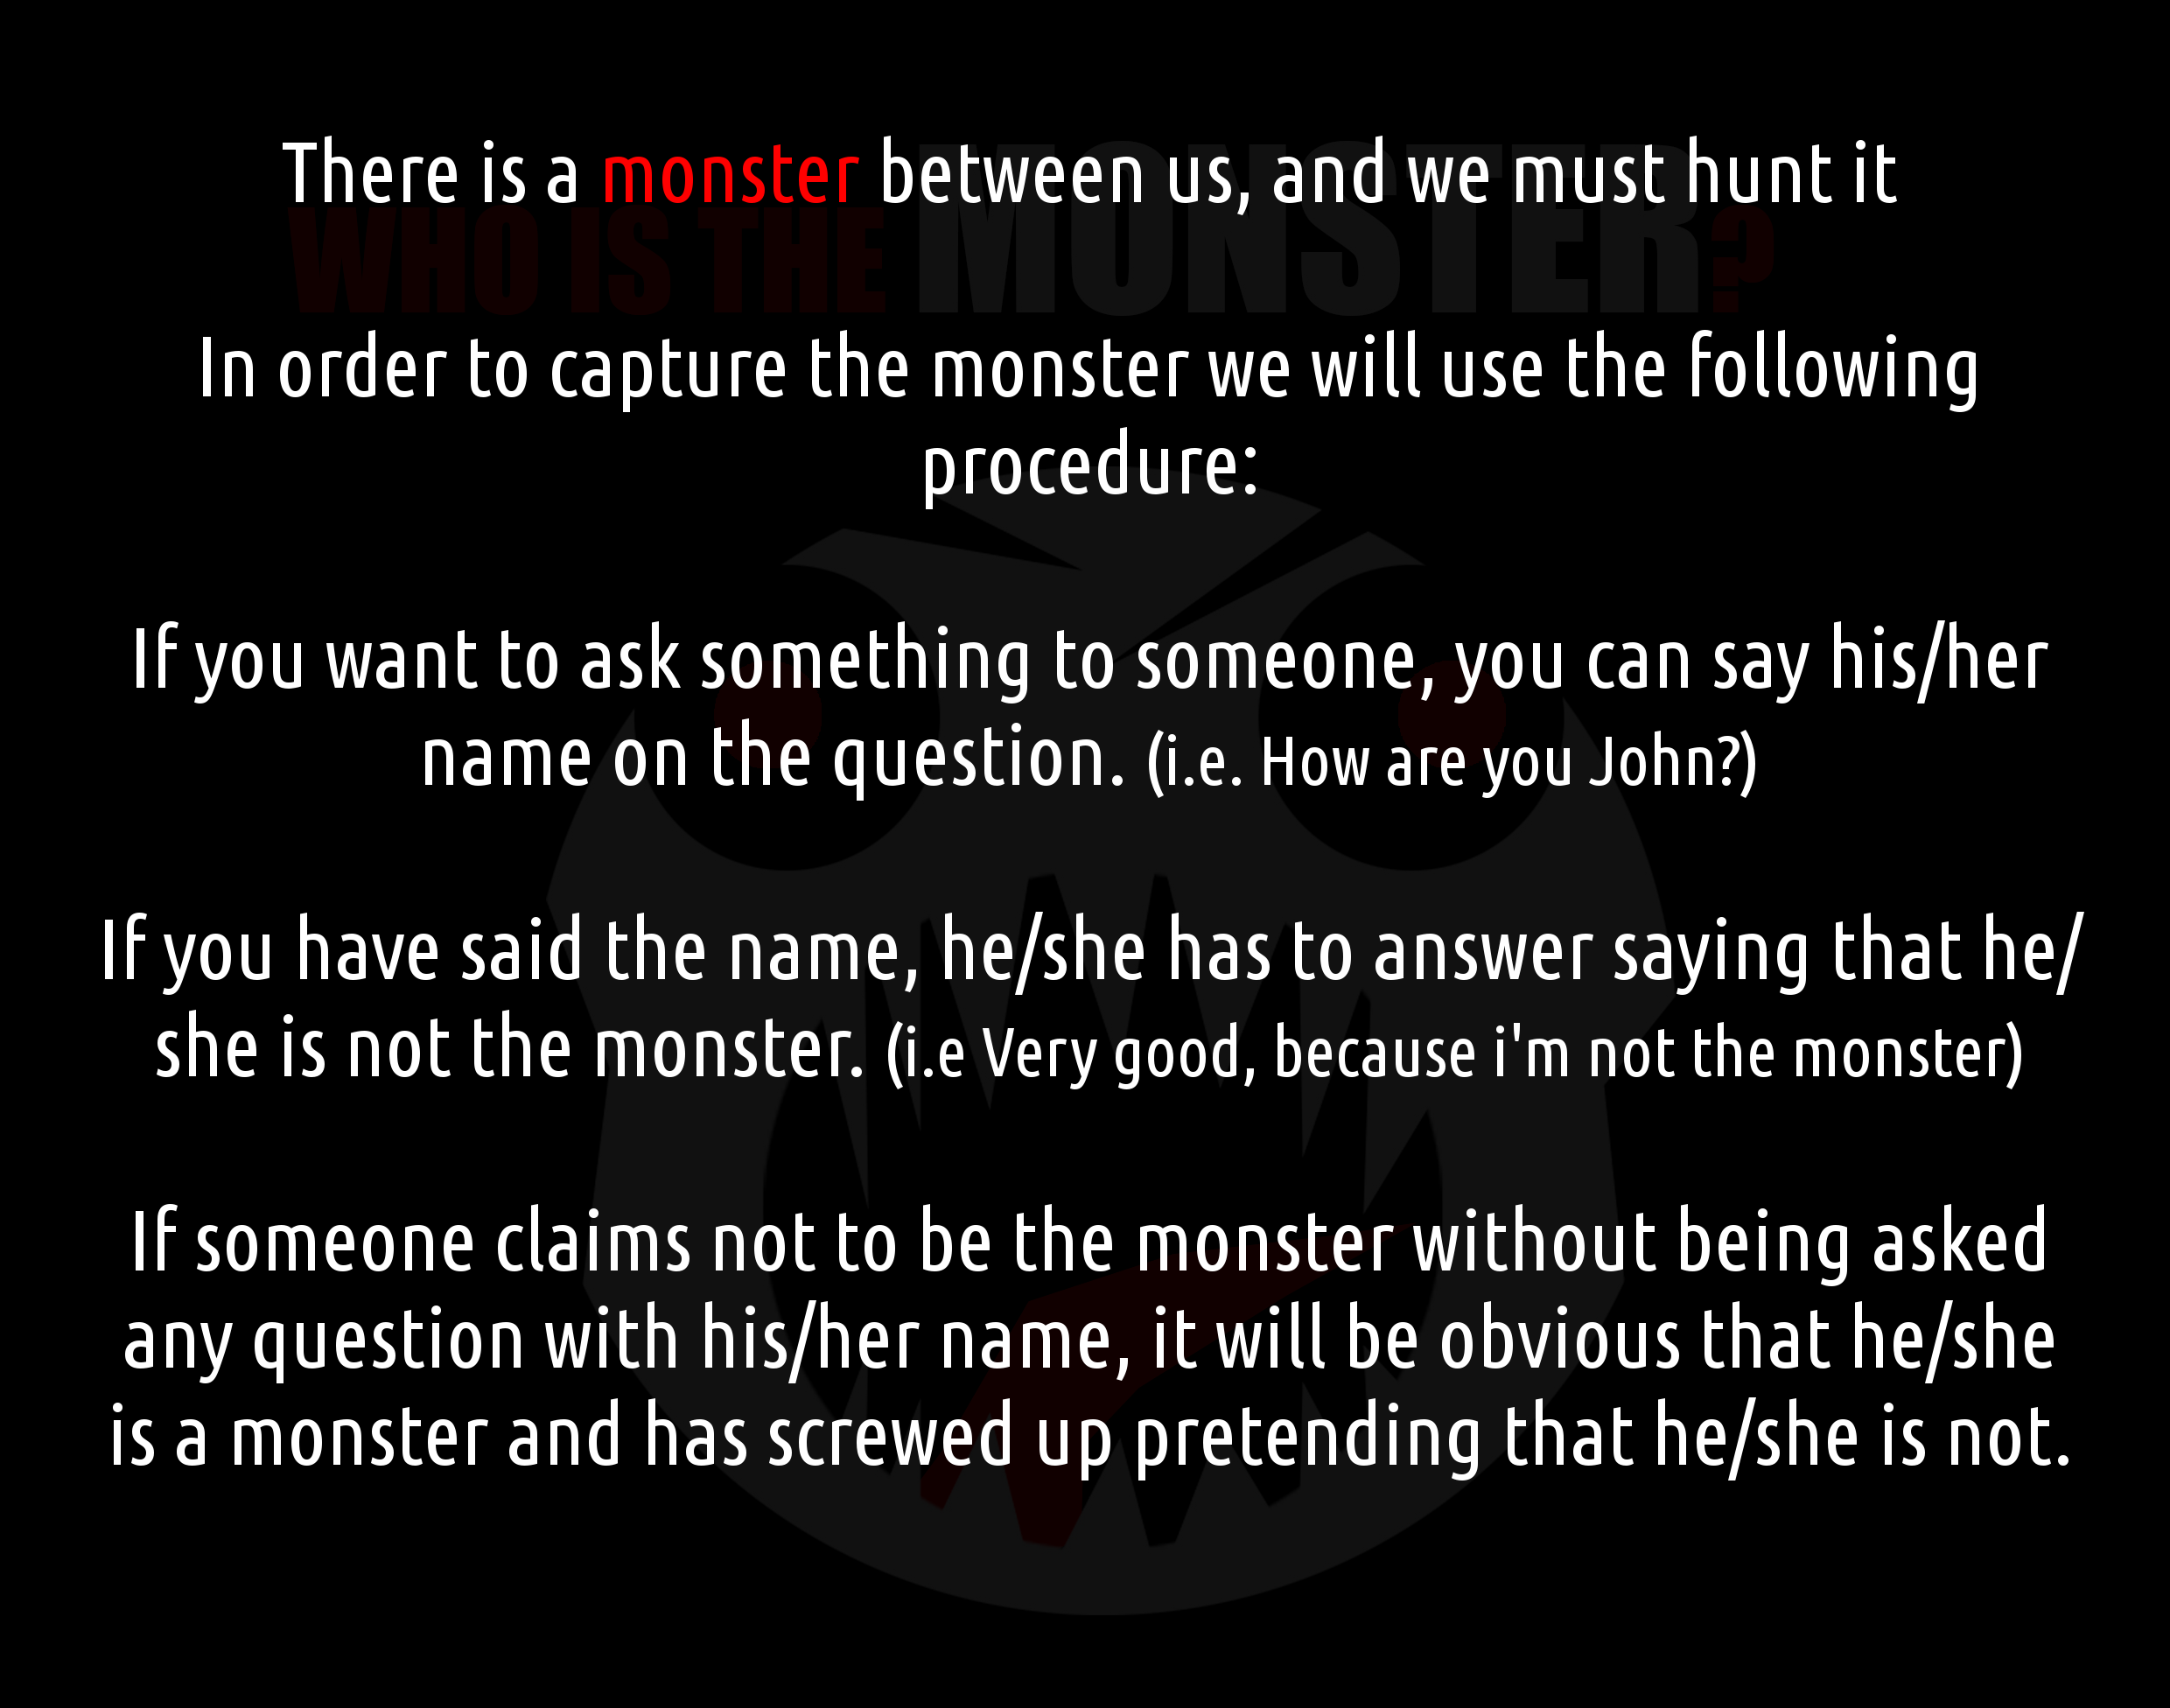 There is a monster between us, and we must hunt it
WHO IS THE MONSTER?
In order to capture the monster we will use the following
procedure:
If you want to ask something to someone, you can say his/her
name on the question. (i.e. How are you John?)
If you have said the name, he/she has to answer saying that he/
she is not the monster. (i.e Very good, because i'm not the monster)
If someone claims not to be the monster without being asked
any question with his/her name, it will be obvious that he/she
is a monster and has screwed up pretending that he/she is not.